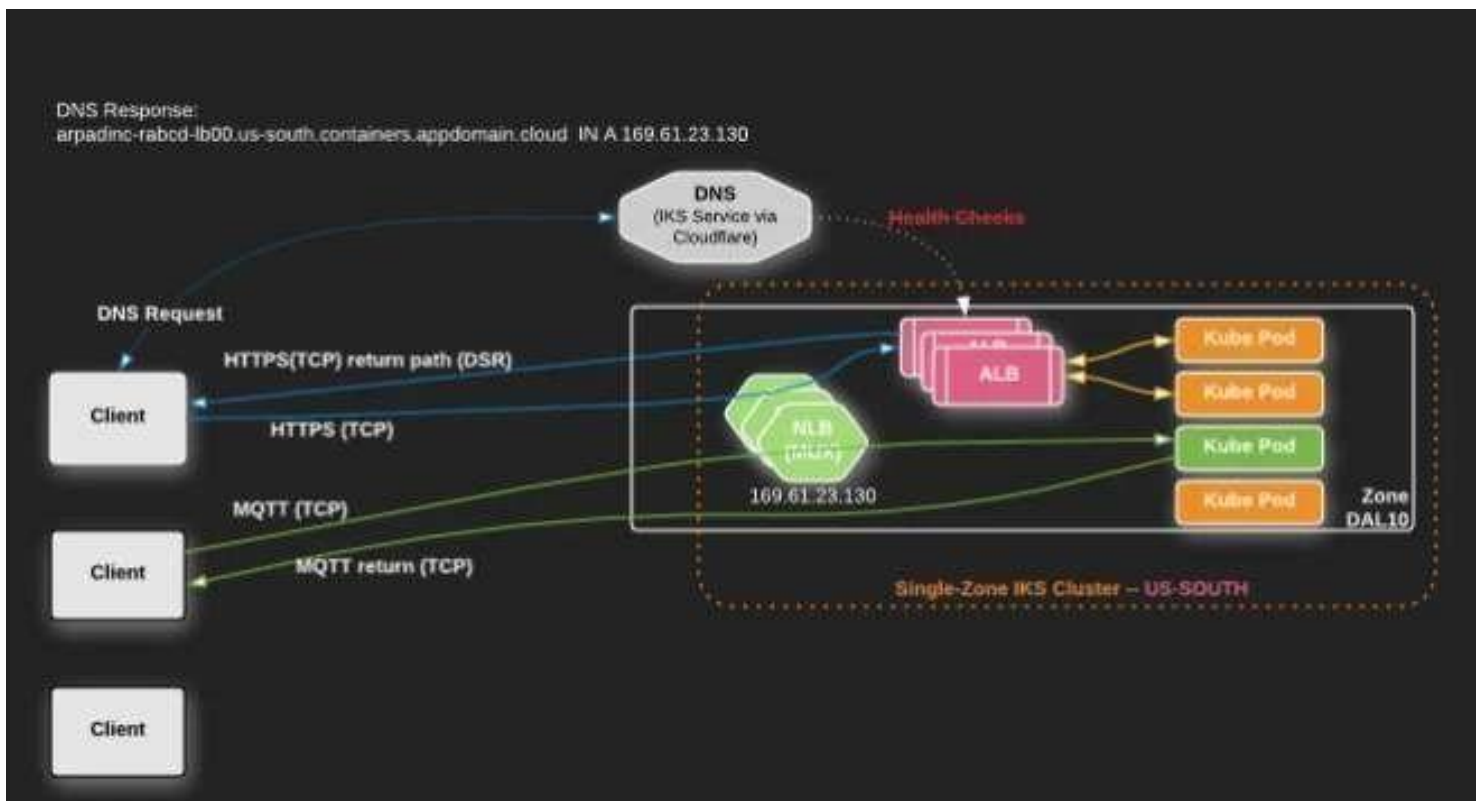 DNS Response:
arpadinc-rabcd-lb00.us-south.containers.appdomain.cloud IN A 169.61.23.130
DNS
(IKS Service via
Cloudflare)
Health Checks
DNS Request
HTTPS(TCP) return path (DSR)
ALB
ALB
Kube Pod
Kube Pod
Client
HTTPS (TCP)
NLB
(MUX)
Kube Pod
169.61.23.130
Kube Pod
Zone
DAL10
MQTT (TCP)
Client
MQTT return (TCP)
Single-Zone IKS Cluster – US-SOUTH
Client